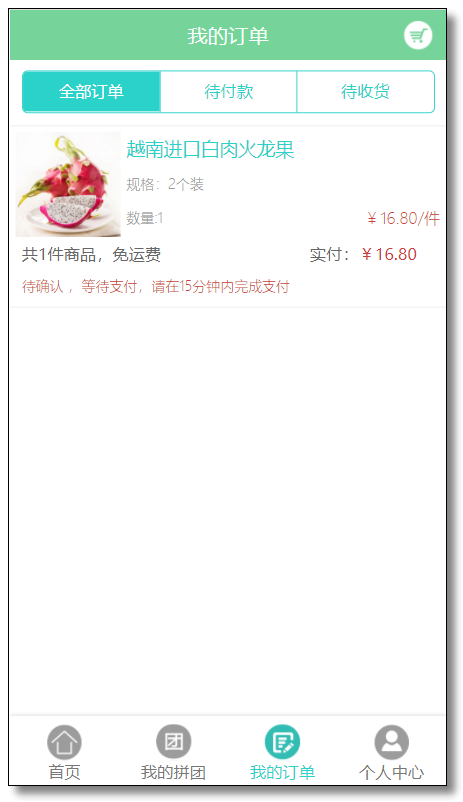 我的订单
全部订单 待付款 待收货
越南进口白肉火龙果
规格：2个装
数量:1 ￥16.80/件
共1件商品，免运费 实付：￥16.80
待确认 ，等待支付，请在15分钟内完成支付
团
首页 我的拼团 我的订单 个人中心